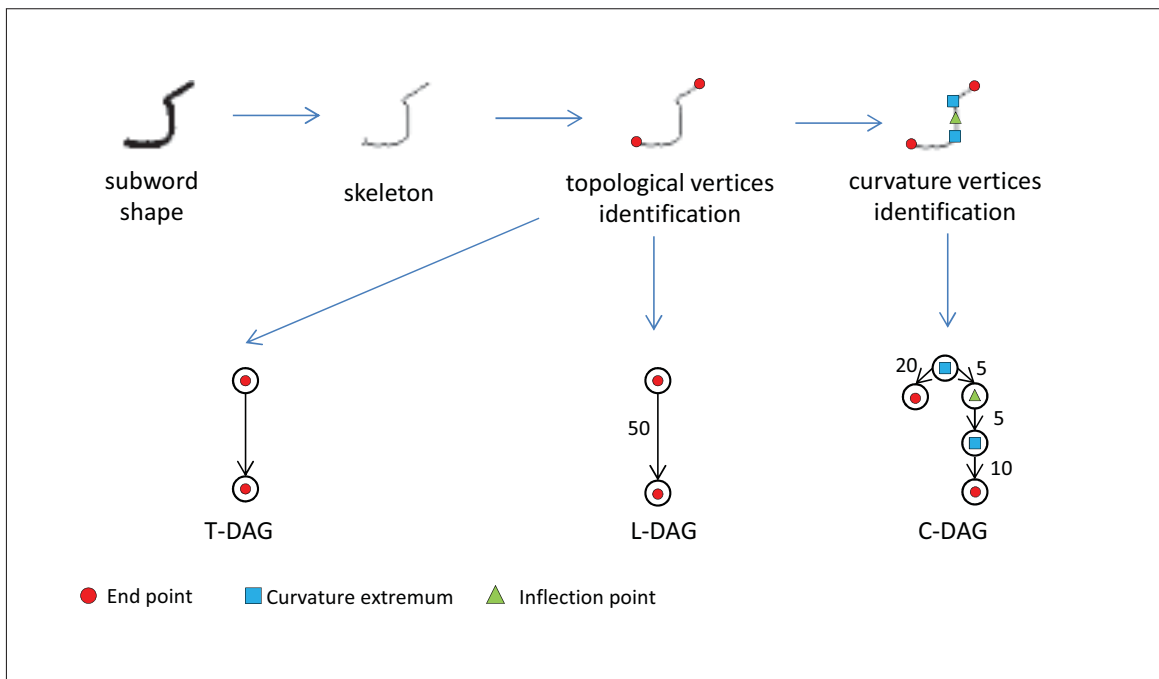 subword
shape
skeleton
topological vertices
identification
curvature vertices
identification
20
5
5
10
50
T-DAG
L-DAG
C-DAG
End point
Curvature extremum
Inflection point